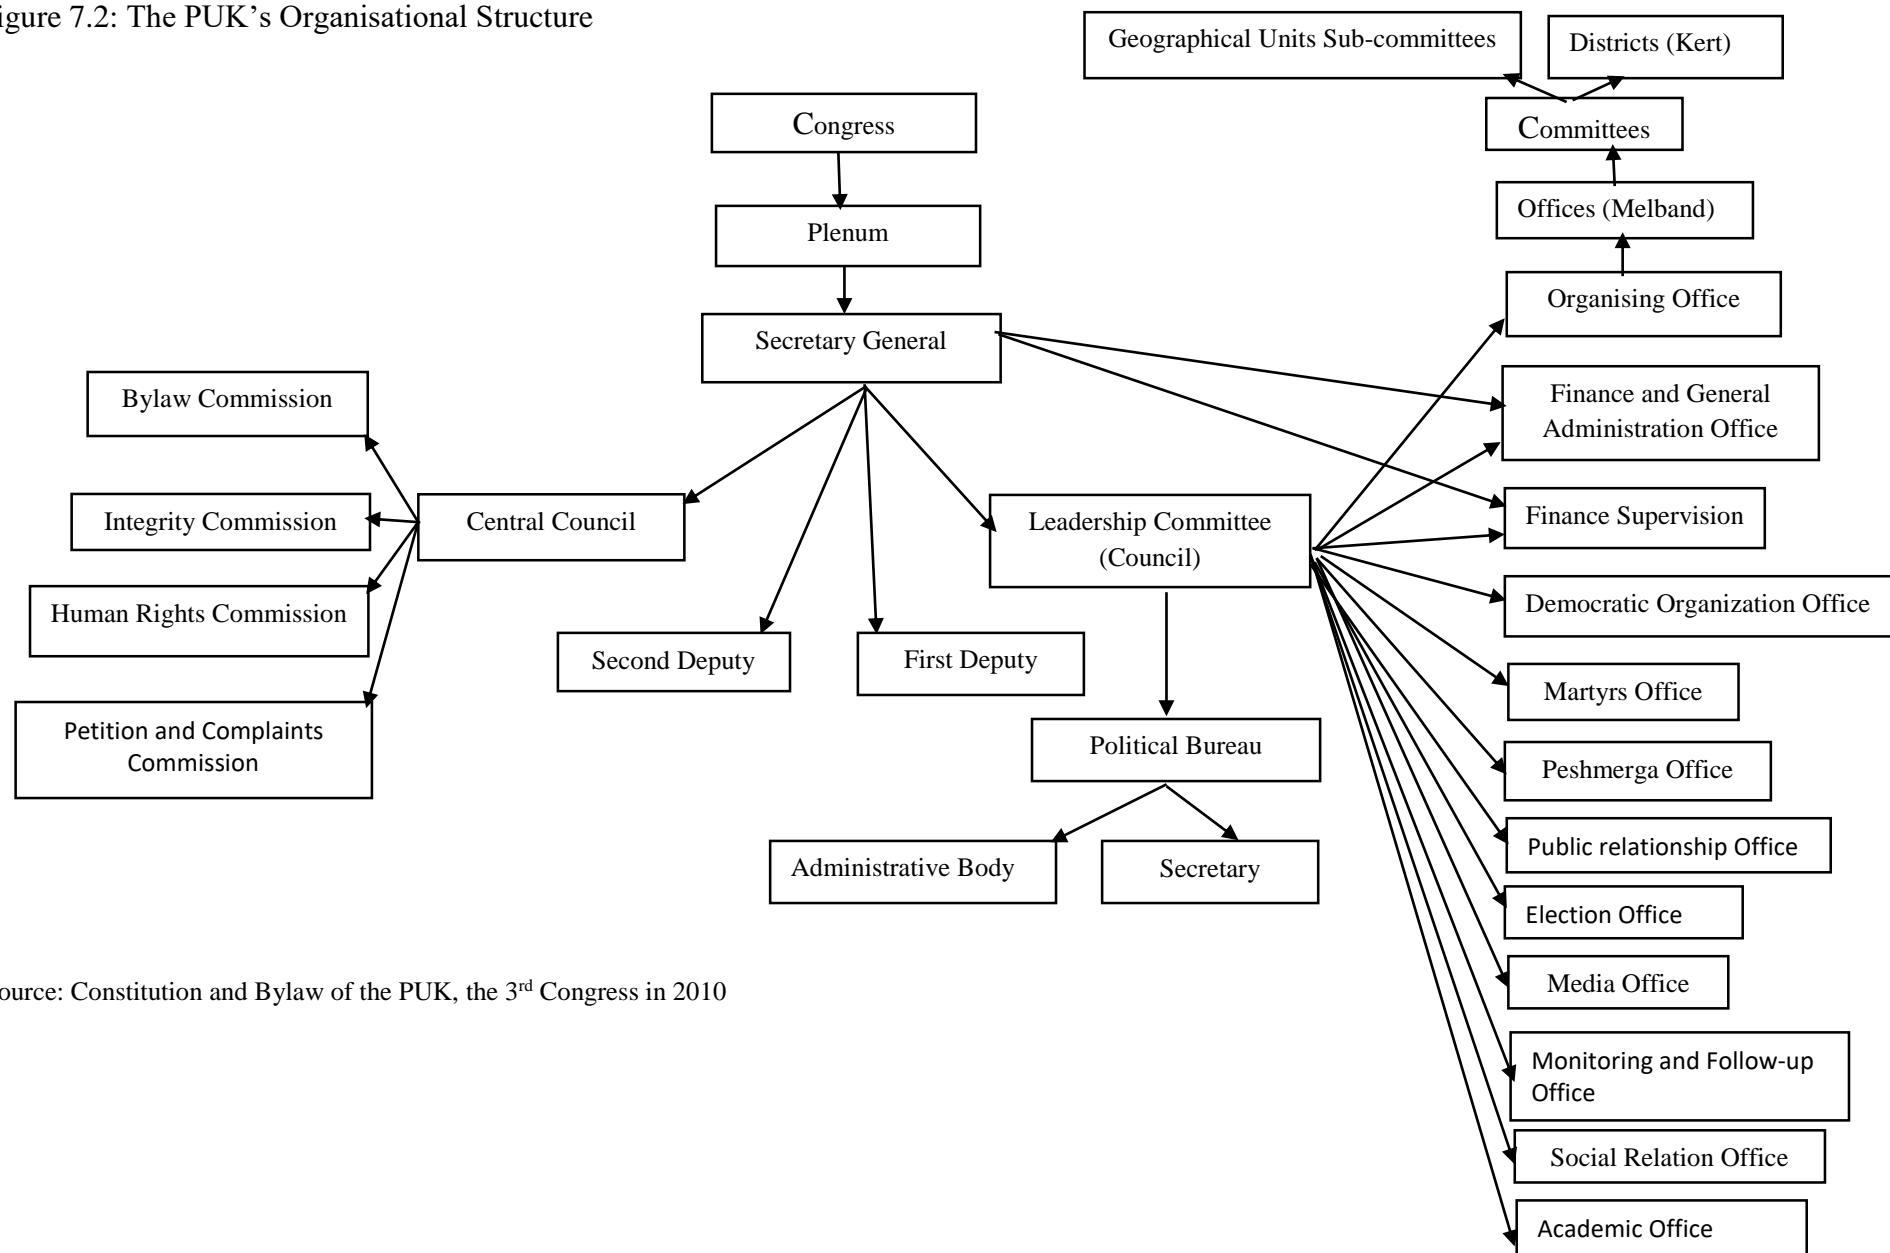 igure 7.2: The PUK’s Organisational Structure
Geographical Units Sub-committees
Districts (Kert)
Congress
Committees
Plenum
Offices (Melband)
Organising Office
Secretary General
Bylaw Commission
Finance and General
Administration Office
Integrity Commission
Central Council
Leadership Committee
(Council)
Finance Supervision
Human Rights Commission
Democratic Organization Office
Second Deputy
First Deputy
Martyrs Office
Petition and Complaints
Commission
Political Bureau
Peshmerga Office
Public relationship Office
Administrative Body
Secretary
Election Office
Media Office
ource: Constitution and Bylaw of the PUK, the 3rd Congress in 2010
Monitoring and Follow-up
Office
Social Relation Office
Academic Office